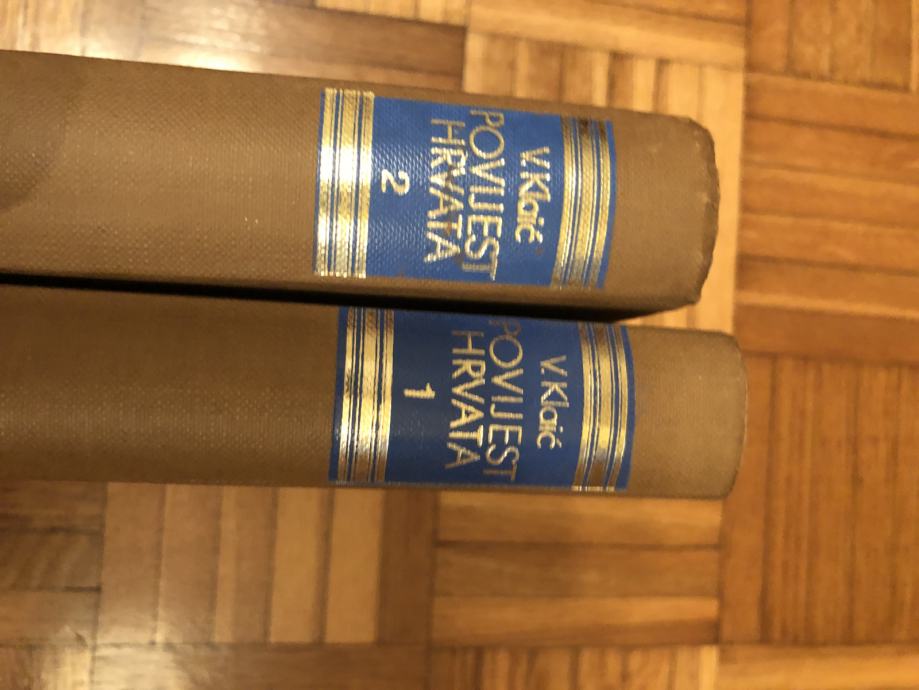 V. Klaić
POVIJEST
HRVATA
2
V. Klaić
POVIJEST
HRVATA
1